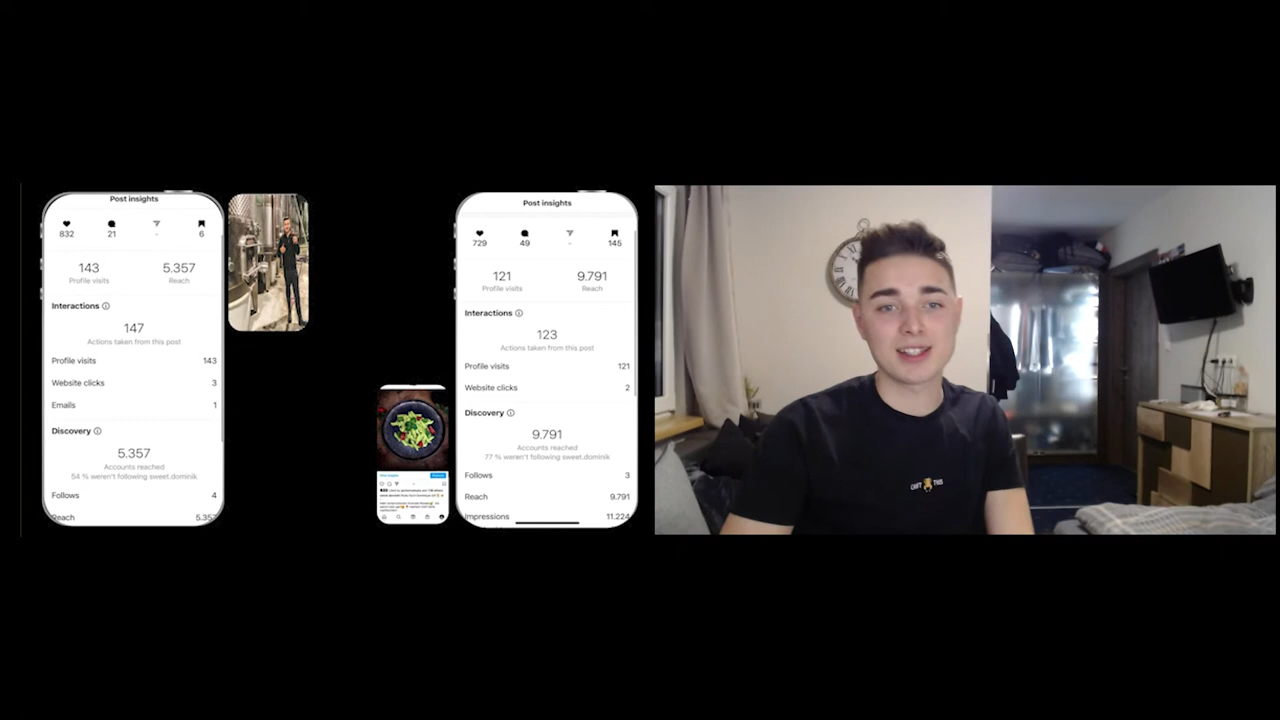 Post insights
832 21 - 6
143 5.357
Profile visits Reach
Interactions
147
Actions taken from this post
Profile visits 143
Website clicks 3
Emails 1
Discovery
5.357
Accounts reached
54 % weren't following sweet.dominik
Follows 4
Reach 5.357
Post insights
729 49 - 145
121 9.791
Profile visits Reach
Interactions
123
Actions taken from this post
Profile visits 121
Website clicks 2
Discovery
9.791
Accounts reached
77 % weren't following sweet.dominik
Follows 3
Reach 9.791
Impressions 11.224
THIS